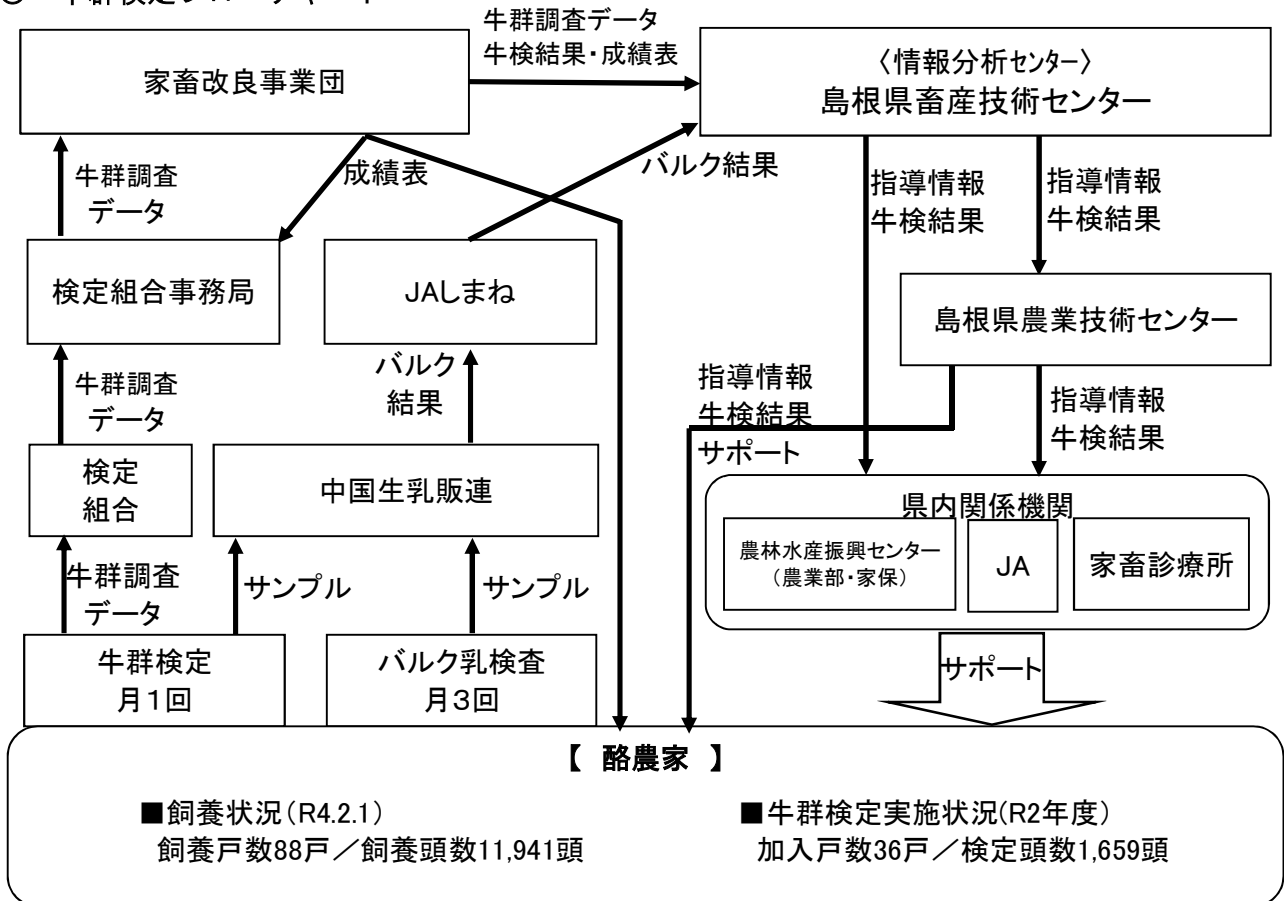 牛群調査データ
牛検結果・成績表
家畜改良事業団
〈情報分析センター〉
島根県畜産技術センター
牛群調査
データ
成績表
バルク結果
指導情報
牛検結果
指導情報
牛検結果
検定組合事務局
JAしまね
島根県農業技術センター
牛群調査
データ
バルク
結果
指導情報
牛検結果
サポート
指導情報
牛検結果
検定
組合
中国生乳販連
県内関係機関
農林水産振興センター
（農業部・家保）
JA
家畜診療所
牛群調査
データ
サンプル
サンプル
牛群検定
月１回
バルク乳検査
月３回
サポート
【 酪農家 】
■飼養状況(R4.2.1)
飼養戸数88戸／飼養頭数11,941頭
■牛群検定実施状況(R2年度)
加入戸数36戸／検定頭数1,659頭